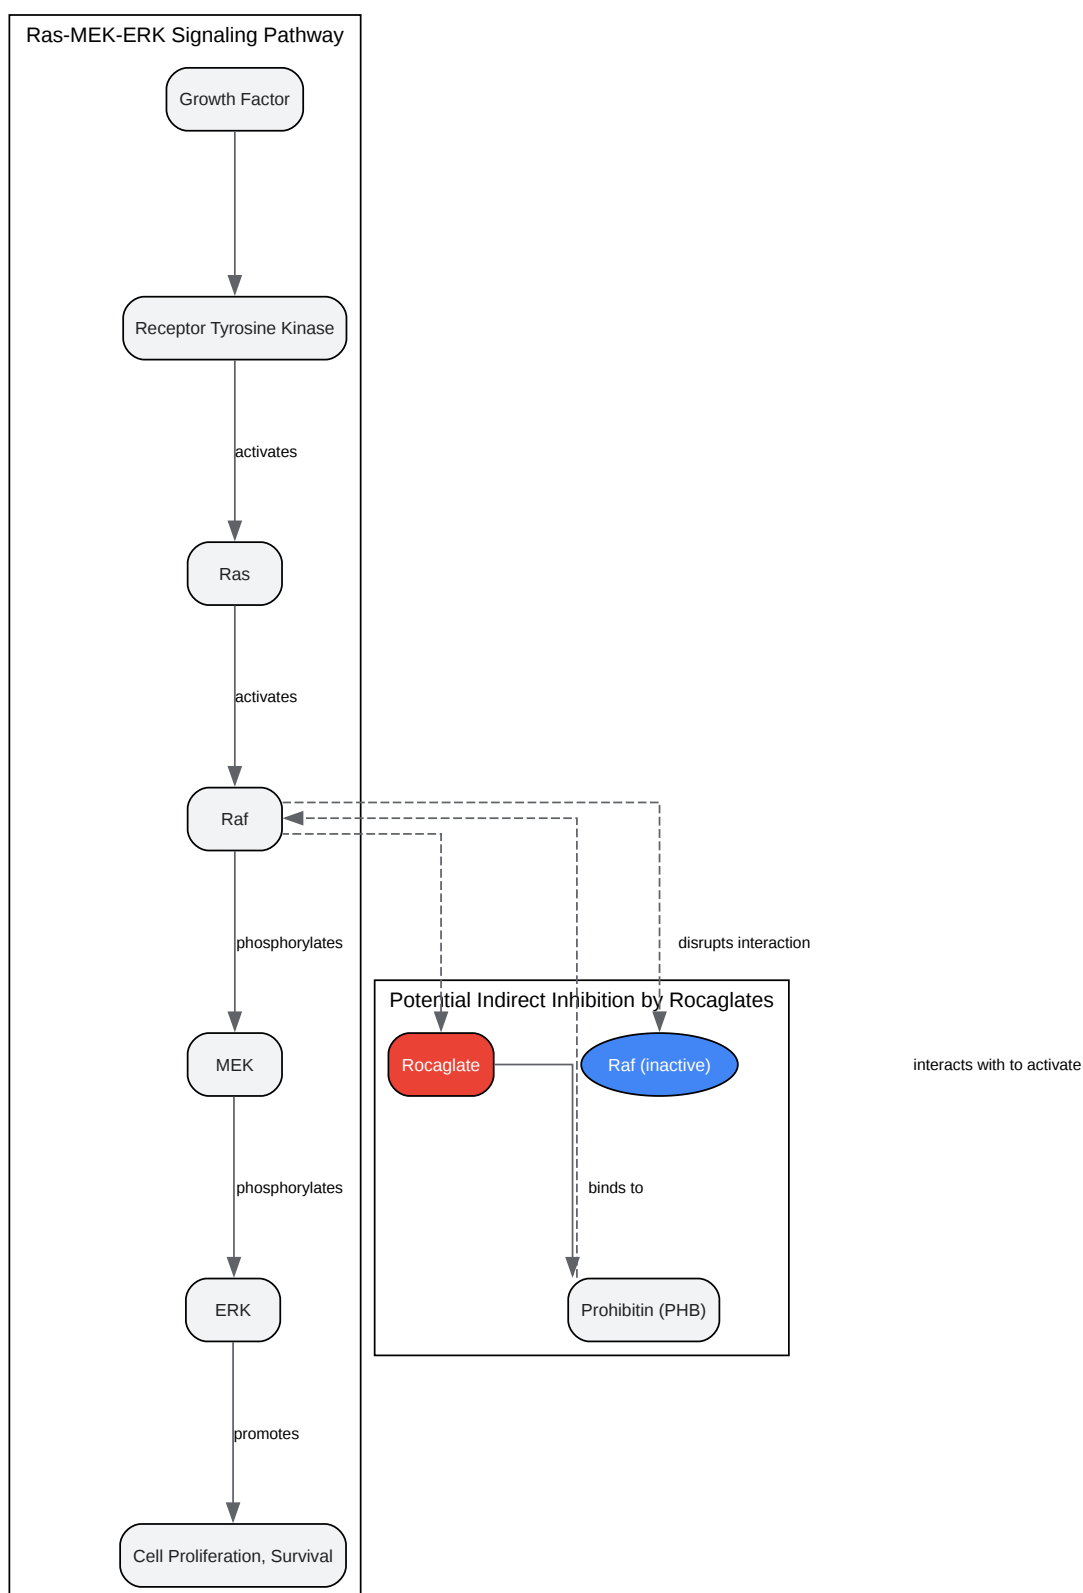 Ras-MEK-ERK Signaling Pathway
Growth Factor
Receptor Tyrosine Kinase
activates
Ras
activates
Raf
phosphorylates
disrupts interaction
Potential Indirect Inhibition by Rocaglates
MEK
Rocaglate
Raf (inactive)
interacts with to activate
phosphorylates
binds to
ERK
Prohibitin (PHB)
promotes
Cell Proliferation, Survival